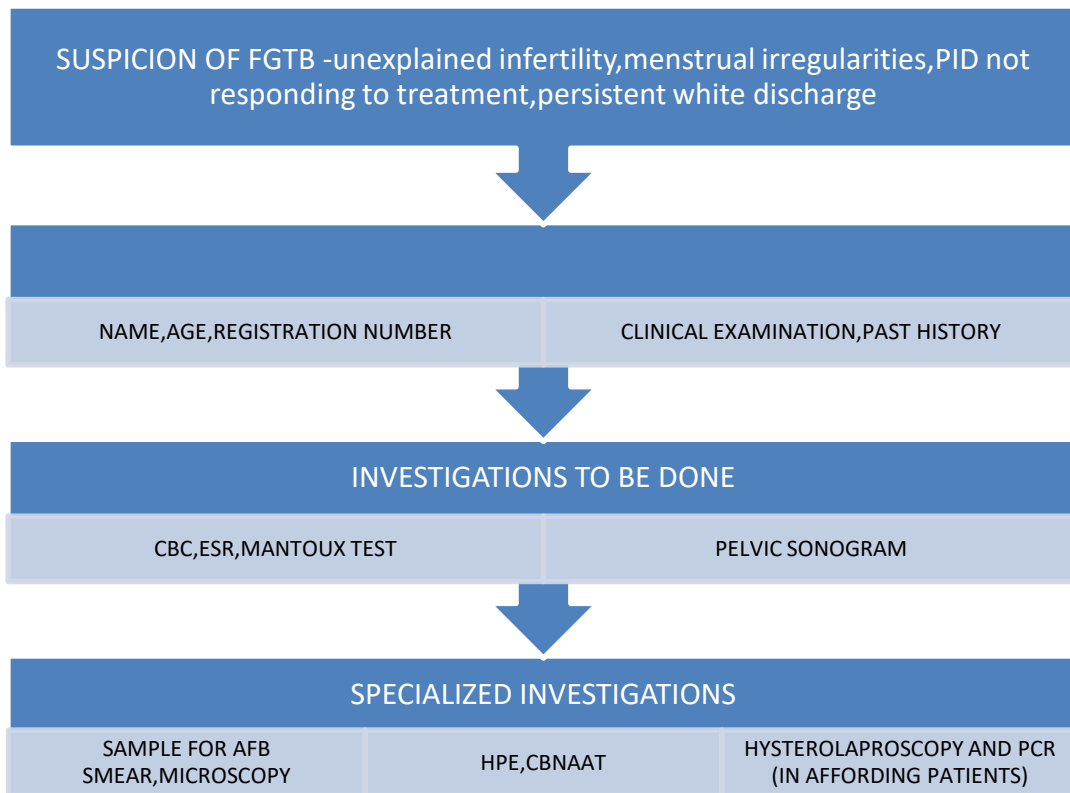 SUSPICION OF FGTB -unexplained infertility,menstrual irregularities,PID not
responding to treatment,persistent white discharge
NAME,AGE,REGISTRATION NUMBER
CLINICAL EXAMINATION,PAST HISTORY
INVESTIGATIONS TO BE DONE
CBC,ESR,MANTOUX TEST
PELVIC SONOGRAM
SPECIALIZED INVESTIGATIONS
SAMPLE FOR AFB
SMEAR,MICROSCOPY
HPE,CBNAAT
HYSTEROLAPROSCOPY AND PCR
(IN AFFORDING PATIENTS)